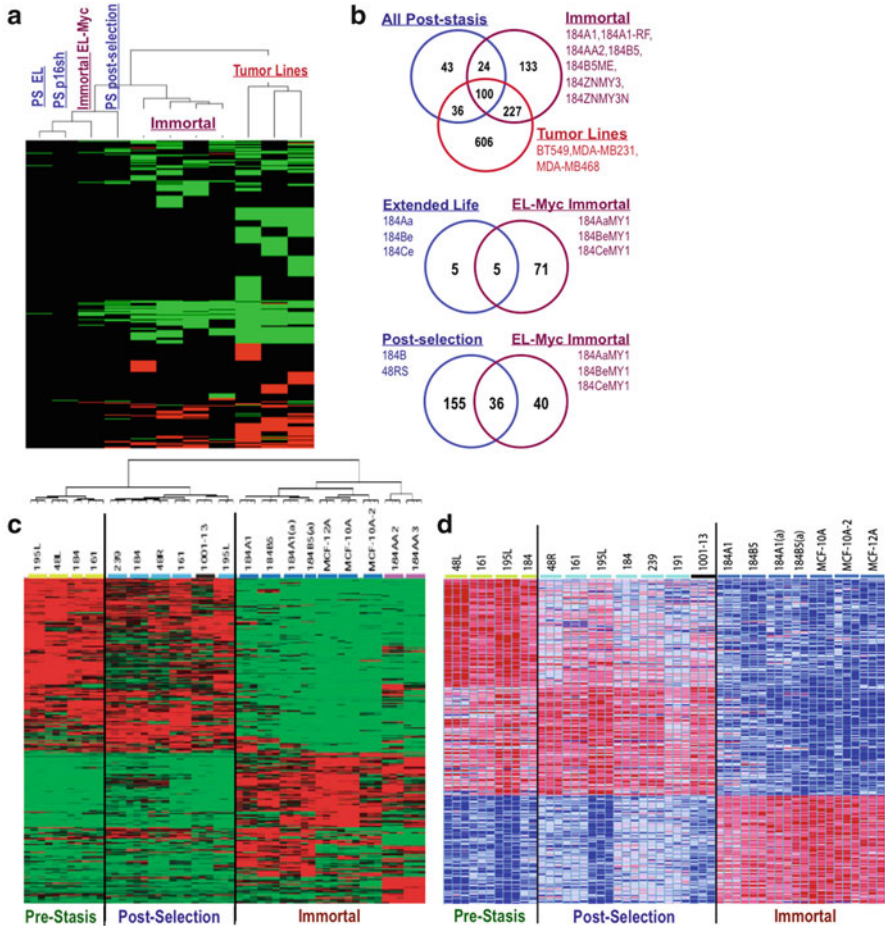 a
PS EL
PS p16sh
Immortal EL-Myc
PS post-selection
Immortal
Tumor Lines
b
All Post-stasis
Immortal
184A1,184A1-RF,
184AA2,184B5,
184B5ME,
184ZNMY3,
184ZNMY3N
43
24
133
100
36
227
606
Tumor Lines
BT549,MDA-MB231,
MDA-MB468
Extended Life
184Aa
184Be
184Ce
EL-Myc Immortal
184AaMY1
184BeMY1
184CeMY1
5
5
71
Post-selection
184B
48RS
EL-Myc Immortal
184AaMY1
184BeMY1
184CeMY1
155
36
40
c
195L
48L
184
161
239
184
48R
161
1001-13
195L
184A1
184B5
184A1(a)
184B5(a)
MCF-12A
MCF-10A
MCF-10A-2
184AA2
184AA3
Pre-Stasis
Post-Selection
Immortal
d
48L
161
195L
184
48R
161
195L
184
239
191
1001-13
184A1
184B5
184A1(a)
184B5(a)
MCF-10A
MCF-10A-2
MCF-12A
Pre-Stasis
Post-Selection
Immortal